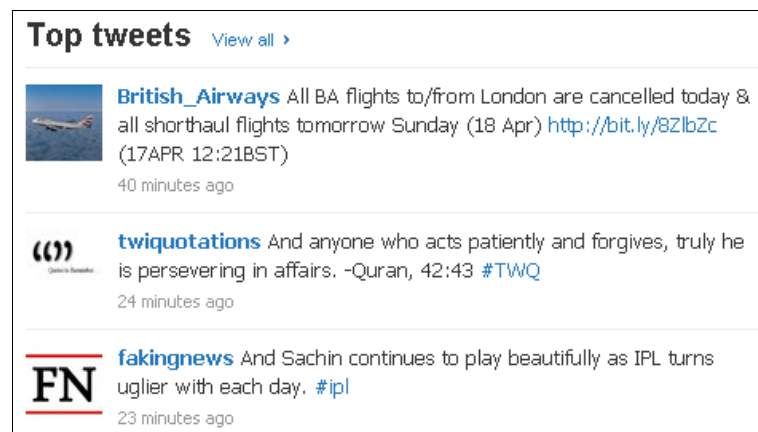 Top tweets View all ›
British_Airways All BA flights to/from London are cancelled today &
all shorthaul flights tomorrow Sunday (18 Apr) http://bit.ly/8ZlbZc
(17APR 12:21BST)
40 minutes ago
twiquotations And anyone who acts patiently and forgives, truly he
is persevering in affairs. -Quran, 42:43 #TWQ
24 minutes ago
FN
fakingnews And Sachin continues to play beautifully as IPL turns
uglier with each day. #ipl
23 minutes ago